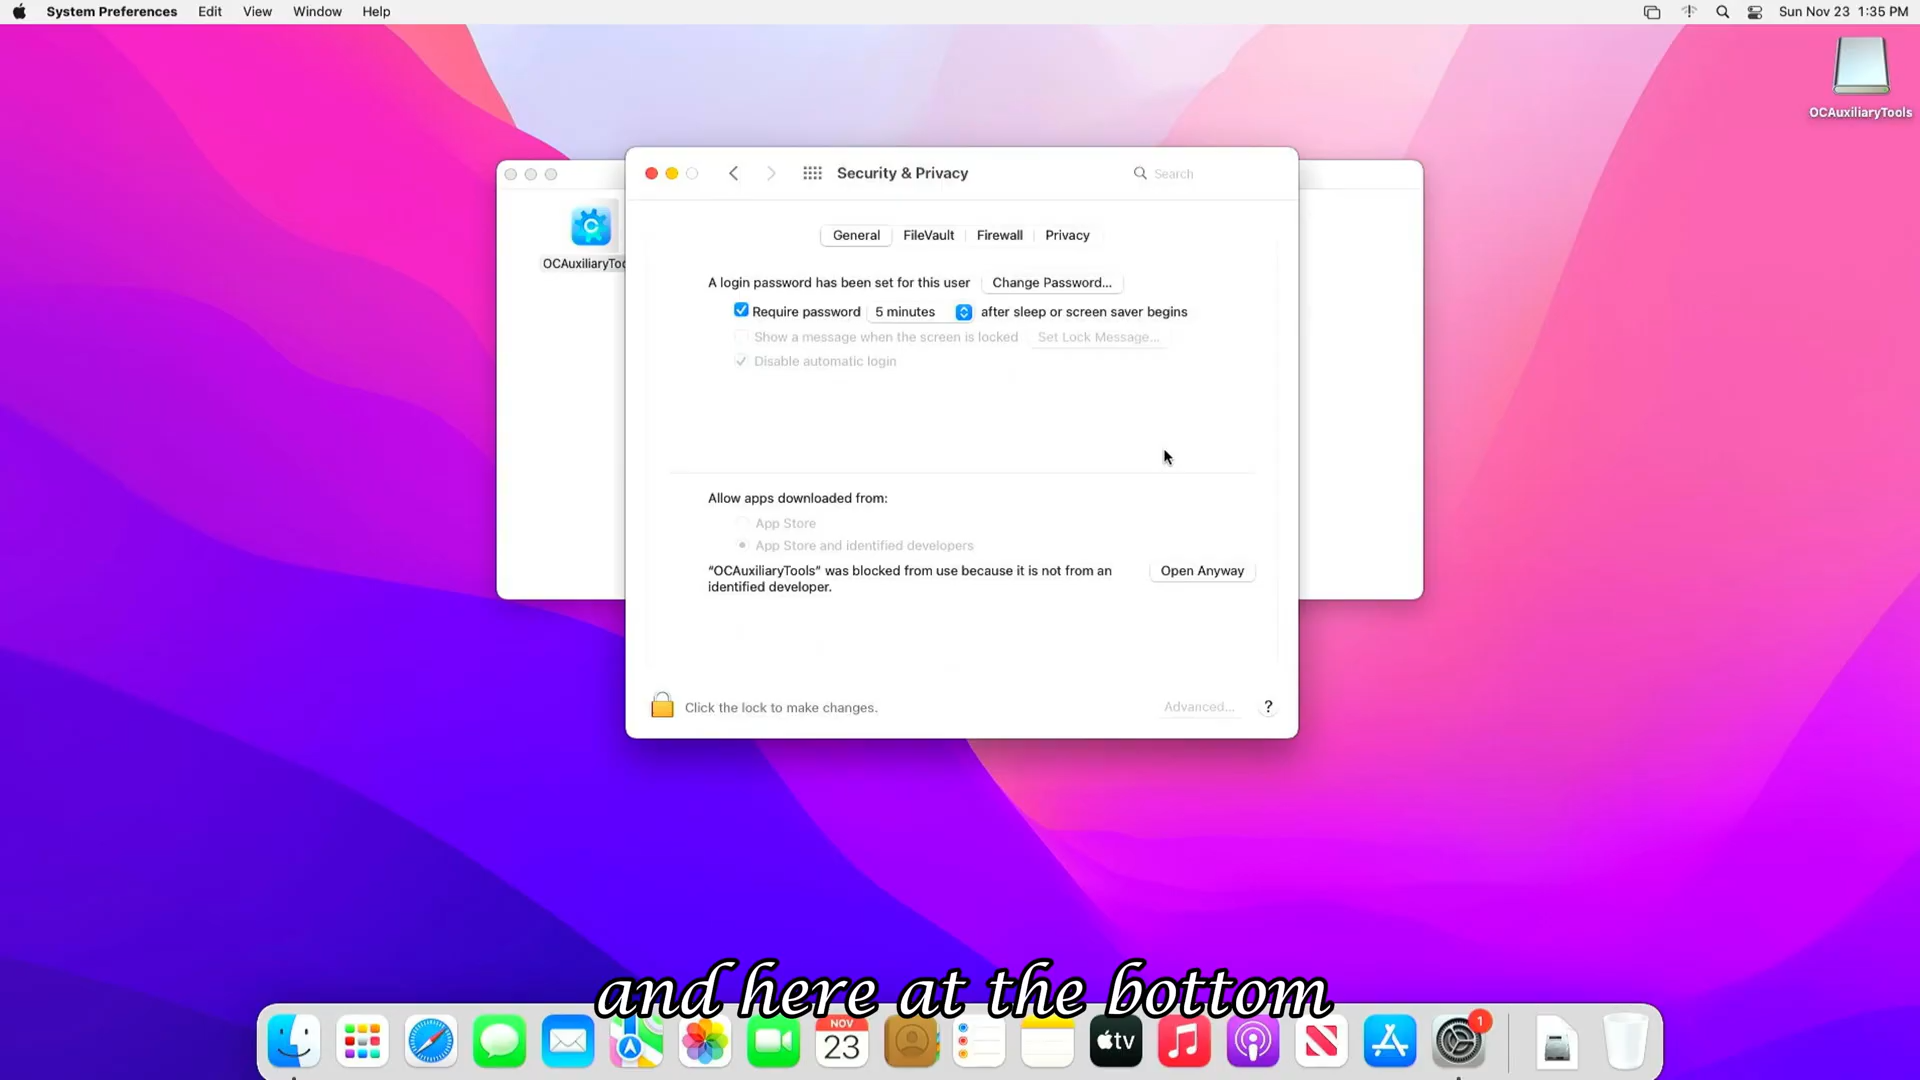 System Preferences Edit View Window Help Sun Nov 23 1:35 PM
OCAuxiliaryTools
Security & Privacy Search
OCAuxiliaryToo
General FileVault Firewall Privacy
A login password has been set for this user Change Password...
Require password 5 minutes after sleep or screen saver begins
Show a message when the screen is locked Set Lock Message...
Disable automatic login
Allow apps downloaded from:
App Store
App Store and identified developers
“OCAuxiliaryTools” was blocked from use because it is not from an Open Anyway
identified developer.
Click the lock to make changes. Advanced... ?
and here at the bottom
NOV
23
tv
1